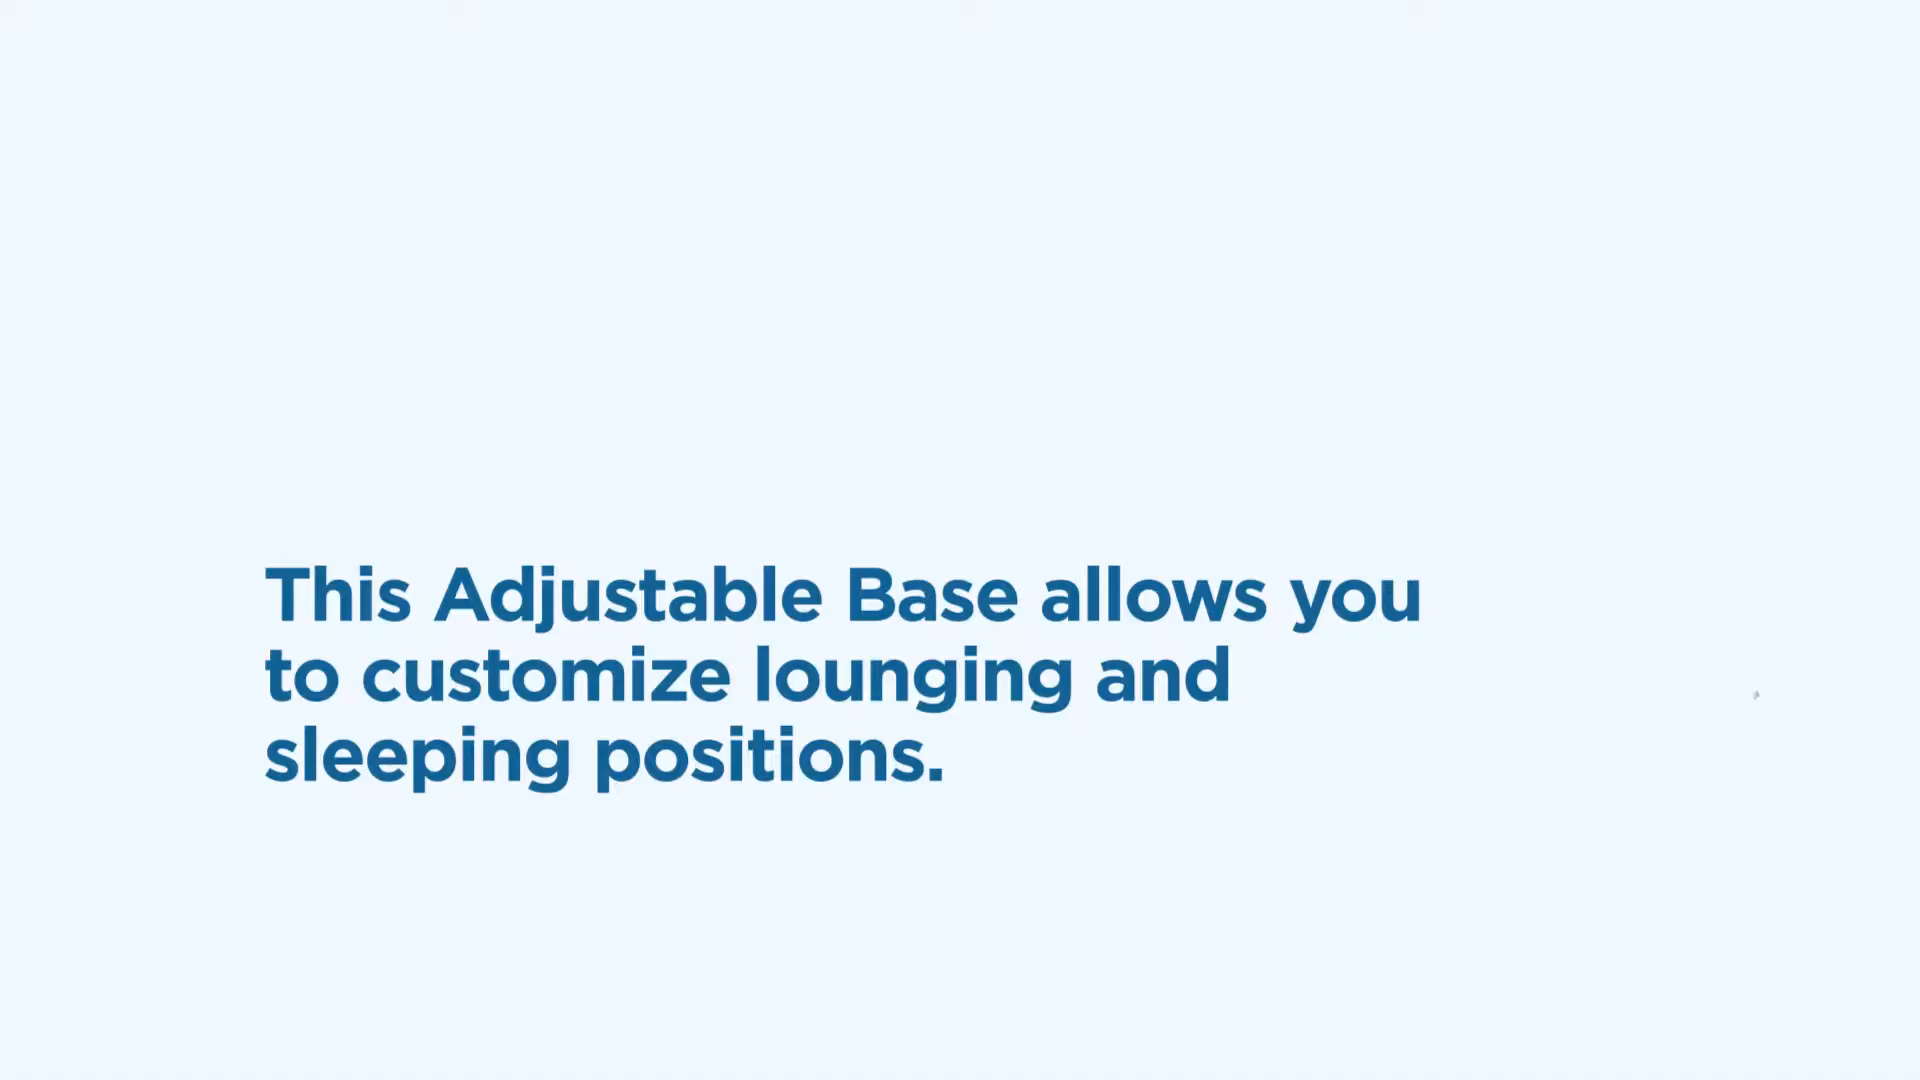 This Adjustable Base allows you
to customize lounging and
sleeping positions.